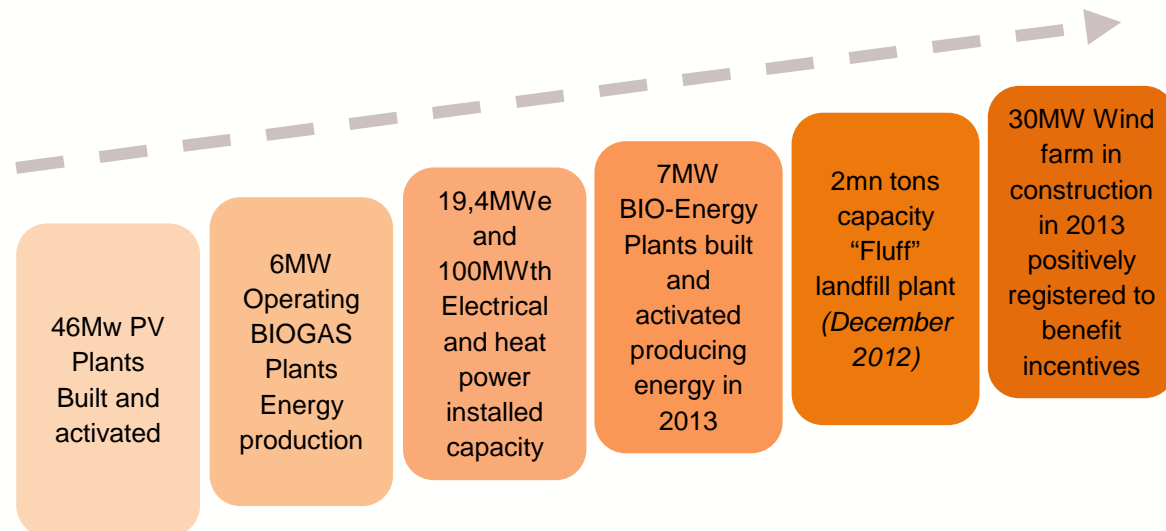 46Mw PV
Plants
Built and
activated
6MW
Operating
BIOGAS
Plants
Energy
production
19,4MWe
and
100MWth
Electrical
and heat
power
installed
capacity
7MW
BIO-Energy
Plants built
and
activated
producing
energy in
2013
2mn tons
capacity
“Fluff”
landfill plant
(December
2012)
30MW Wind
farm in
construction
in 2013
positively
registered to
benefit
incentives